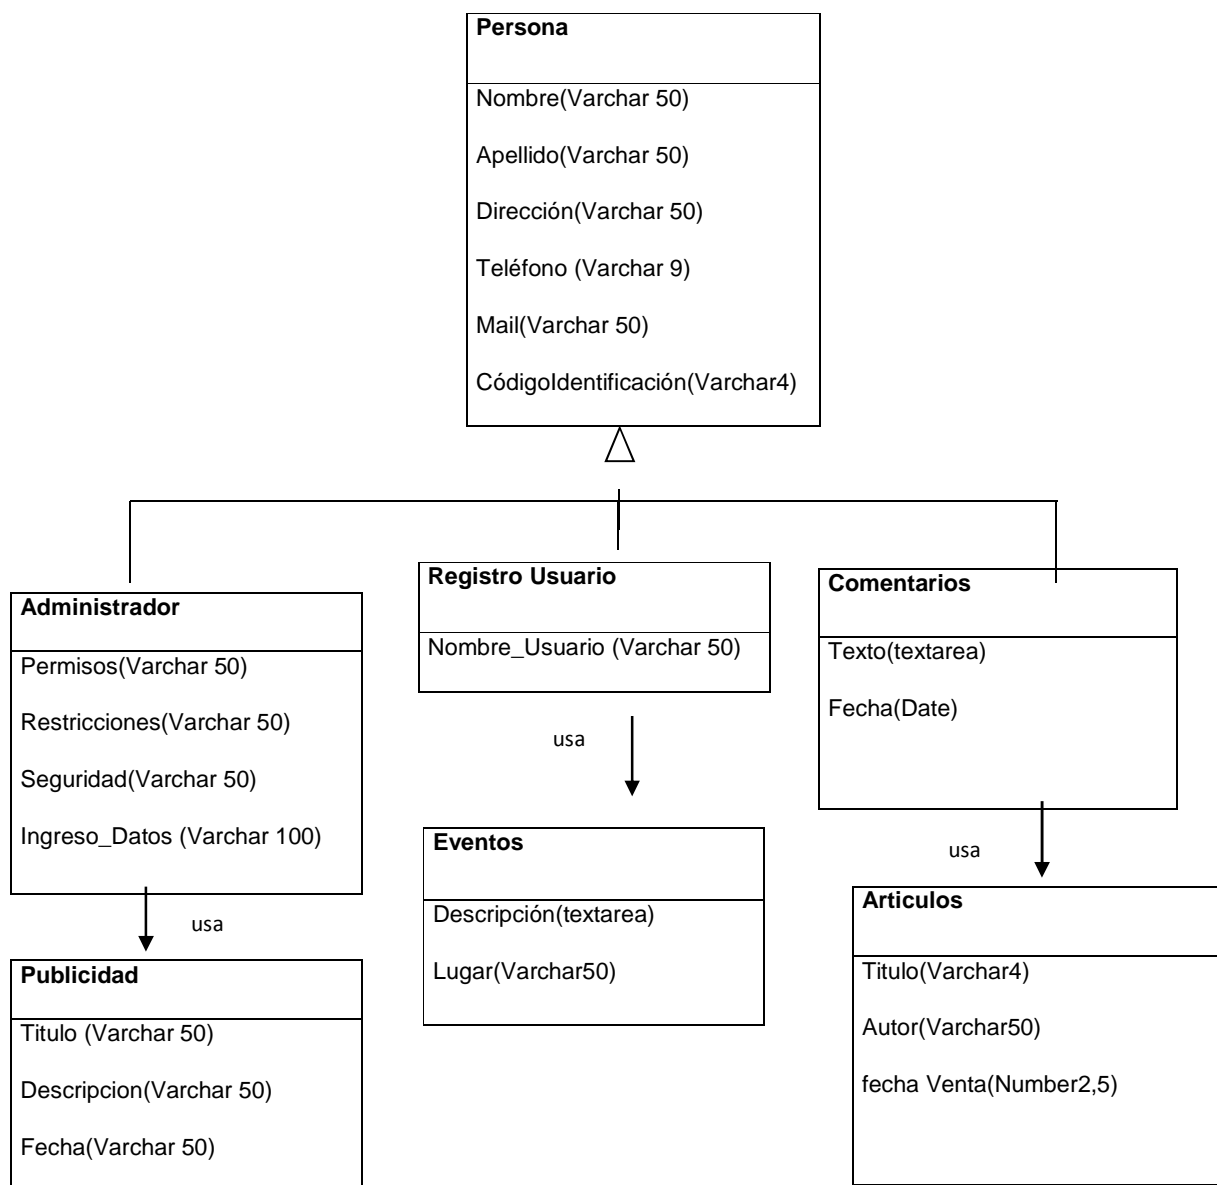 Persona
Nombre(Varchar 50)
Apellido(Varchar 50)
Dirección(Varchar 50)
Teléfono (Varchar 9)
Mail(Varchar 50)
CódigoIdentificación(Varchar4)
Administrador
Permisos(Varchar 50)
Restricciones(Varchar 50)
Seguridad(Varchar 50)
Ingreso_Datos (Varchar 100)
usa
Publicidad
Titulo (Varchar 50)
Descripcion(Varchar 50)
Fecha(Varchar 50)
Registro Usuario
Nombre_Usuario (Varchar 50)
usa
Eventos
Descripción(textarea)
Lugar(Varchar50)
Comentarios
Texto(textarea)
Fecha(Date)
usa
Articulos
Titulo(Varchar4)
Autor(Varchar50)
fecha Venta(Number2,5)